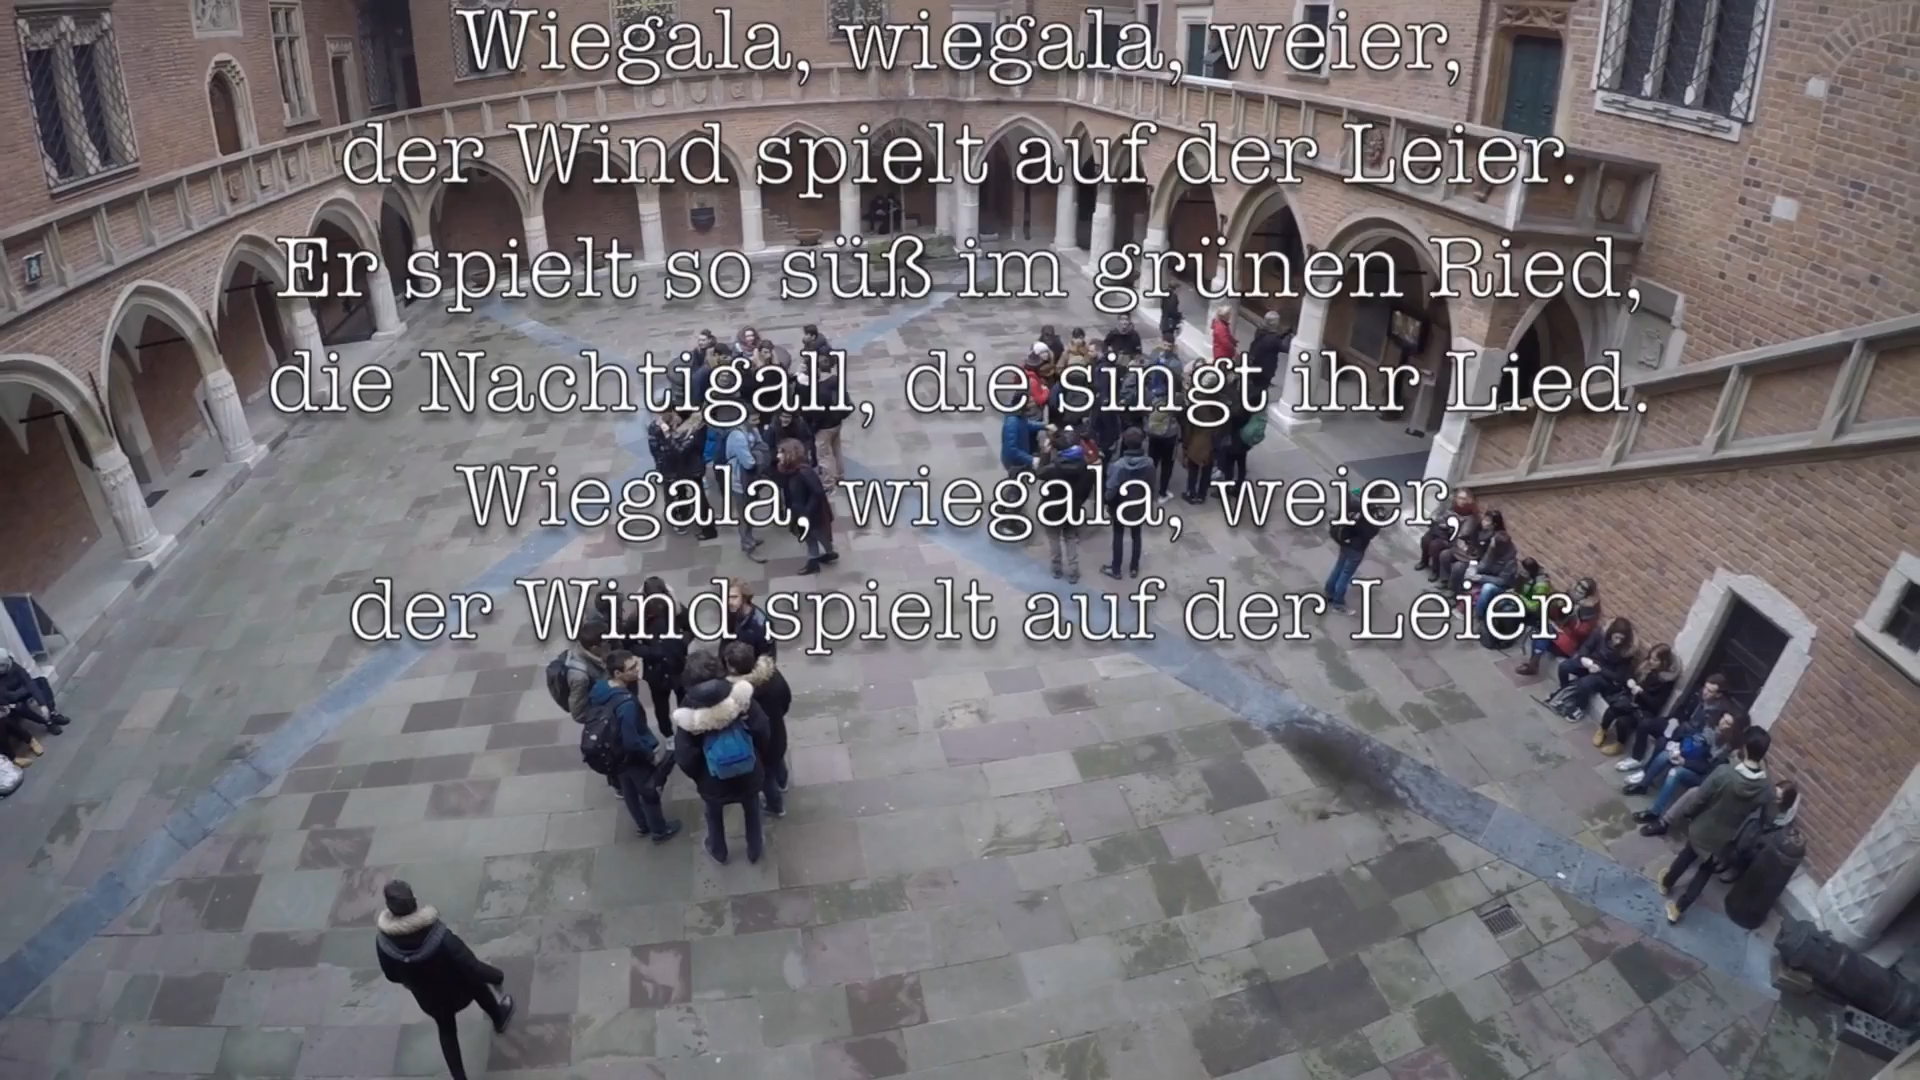 Wiegala, wiegala, weier,
der Wind spielt auf der Leier.
Er spielt so süß im grünen Ried,
die Nachtigall, die singt ihr Lied.
Wiegala, wiegala, weier,
der Wind spielt auf der Leier